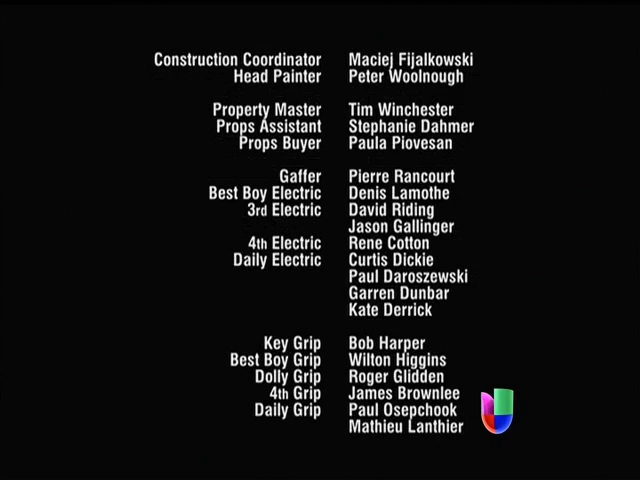 Construction Coordinator Maciej Fijalkowski
Head Painter Peter Woolnough
Property Master Tim Winchester
Props Assistant Stephanie Dahmer
Props Buyer Paula Piovesan
Gaffer Pierre Rancourt
Best Boy Electric Denis Lamothe
3rd Electric David Riding
Jason Gallinger
4th Electric Rene Cotton
Daily Electric Curtis Dickie
Paul Daroszewski
Garren Dunbar
Kate Derrick
Key Grip Bob Harper
Best Boy Grip Wilton Higgins
Dolly Grip Roger Glidden
4th Grip James Brownlee
Daily Grip Paul Osepchook
Mathieu Lanthier